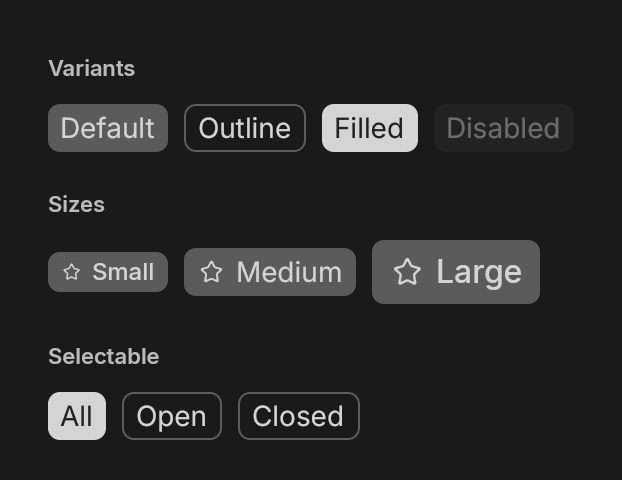 Variants
Default Outline Filled Disabled
Sizes
Small Medium Large
Selectable
All Open Closed